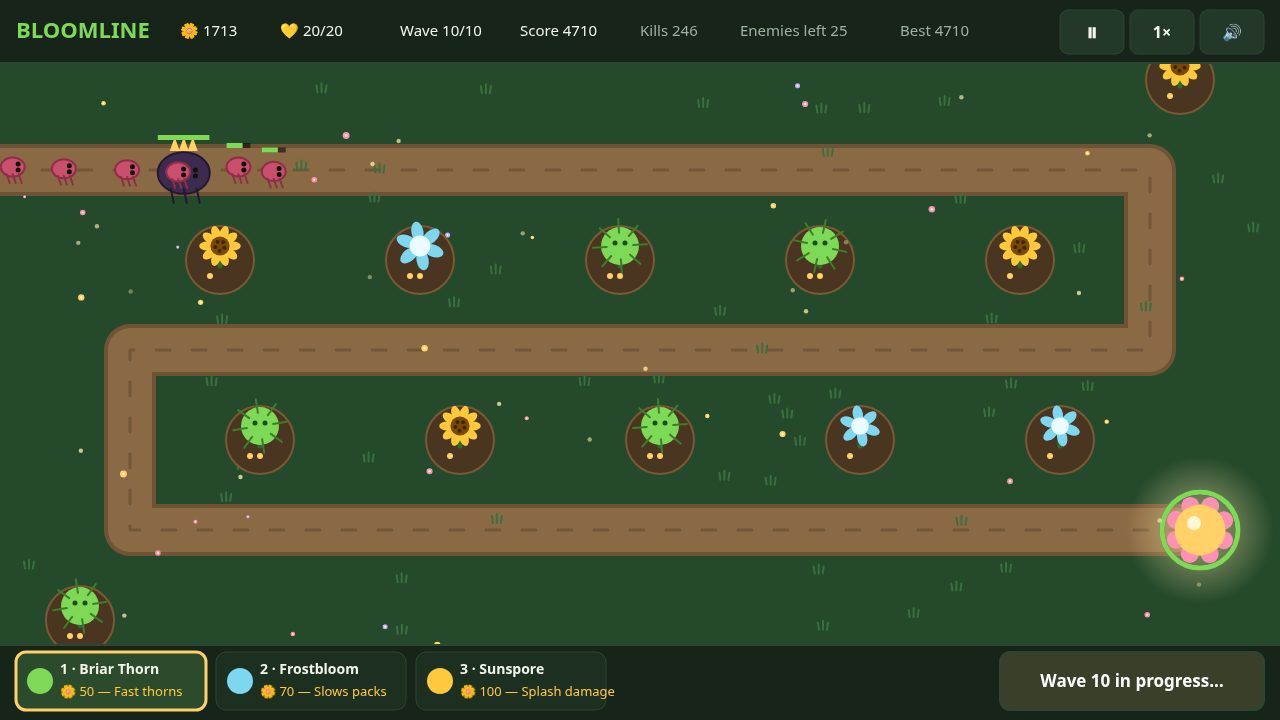 BLOOMLINE
🌼 1713
💛 20/20
Wave 10/10
Score 4710
Kills 246
Enemies left 25
Best 4710
1×
1 · Briar Thorn
🌼 50 — Fast thorns
2 · Frostbloom
🌼 70 — Slows packs
3 · Sunspore
🌼 100 — Splash damage
Wave 10 in progress...